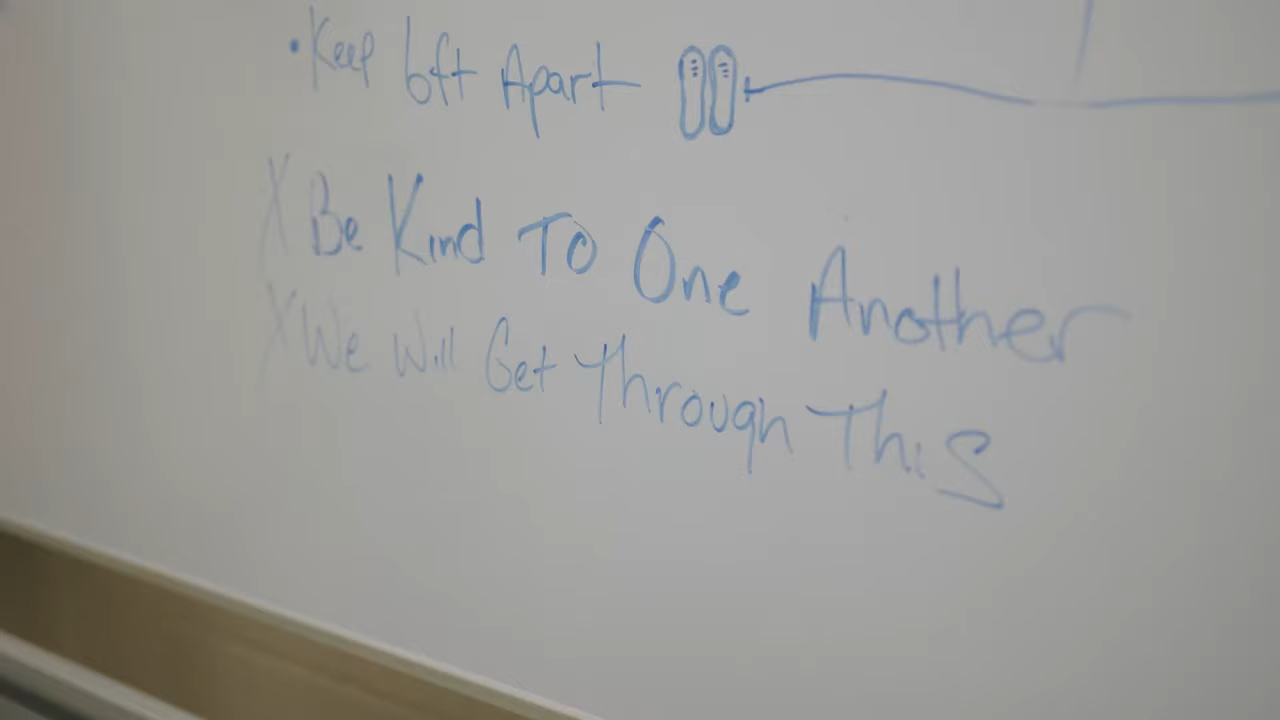 • Keep 6ft Apart
X Be Kind To One Another
X We Will Get Through This